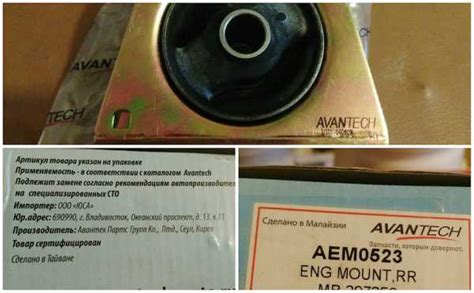 AVANTECH
AVANTECH
Артикул товара указан на упаковке
Применяемость - в соответствии с каталогом Avantech
Подлежит замене согласно рекомендациям автопроизводител
на специализированных СТО
Импортер: ООО «ЮСА»
Юр.адрес: 690990, г. Владивосток, Океанский проспект, д. 13, к.11
Производитель: Авантек Партс Групп Ко., Лтд., Сеул, Корея
Товар сертифицирован
Сделано в Тайване
Сделано в Малайзии
AVANTECH
Запчасти, которым доверяют.
AEM0523
ENG MOUNT,RR